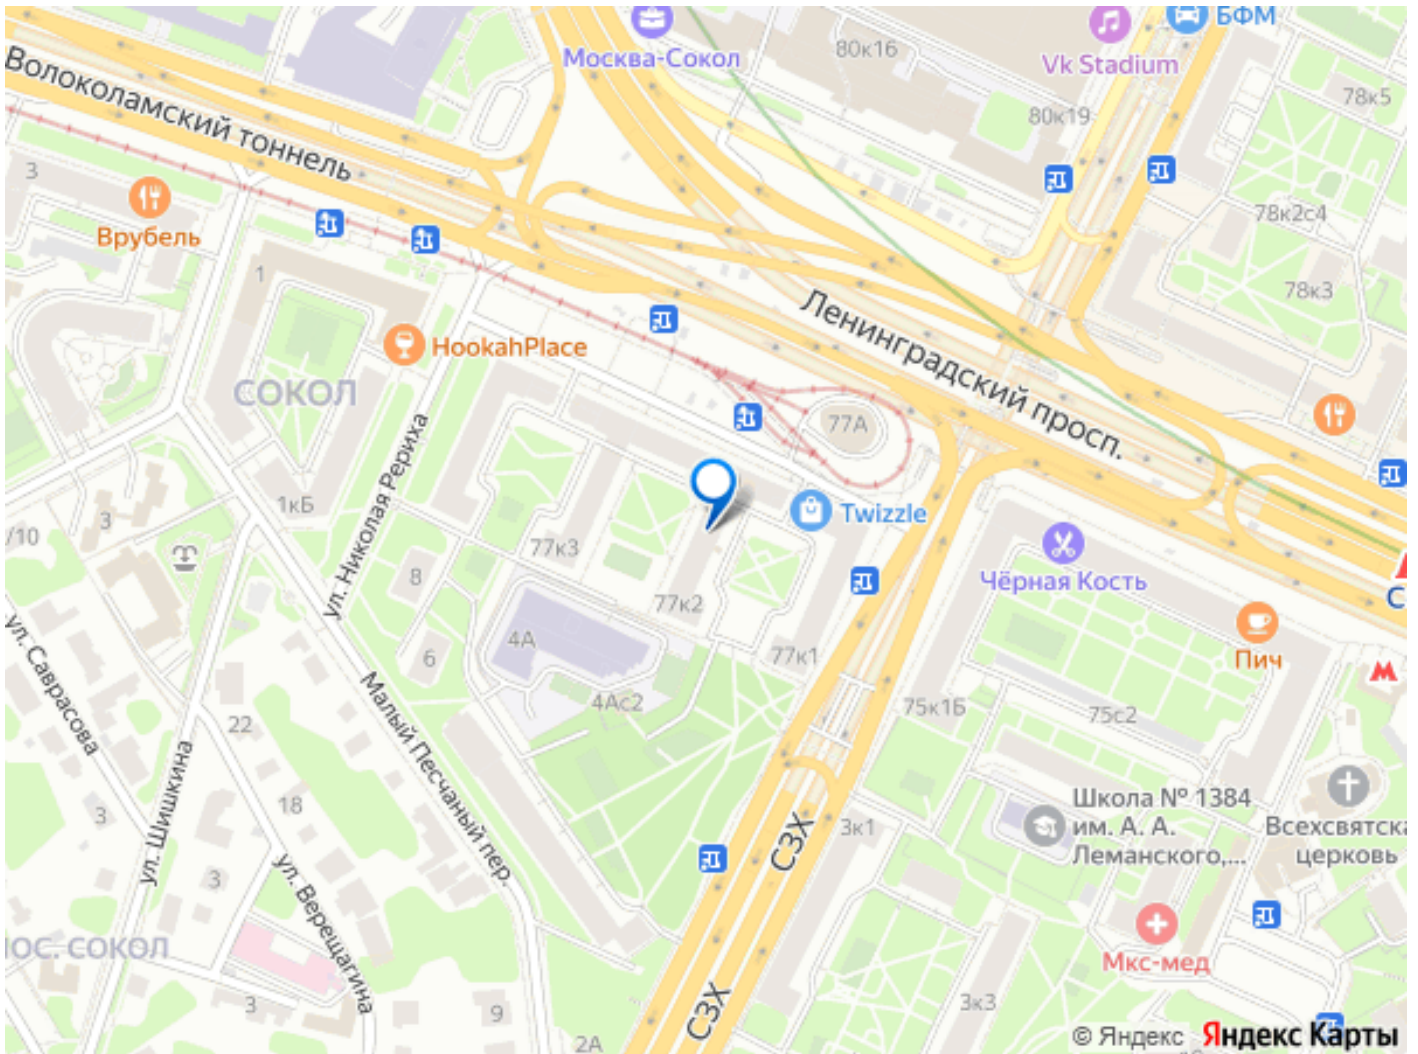 БФМ
Москва-Сокол
80к16
Vk Stadium
78к5
80к19
Волоколамский тоннель
3
Врубель
78к2с4
1
78к3
Ленинградский просп.
HookahPlace
СОКОЛ
77А
ул. Николая Рериха
1кБ
3
/10
Twizzle
77к3
Чёрная Кость
8
77к2
С
4А
6
77к1
Пич
ул. Саврасова
Малый Песчаный пер.
4Ас2
75к1Б
75с2
22
ул. Шишкина
18
3
Школа № 1384
им. А. А.
Леманского,...
3к1
Всехсвятска
церковь
СЗХ
3
ул. Верещагина
ОС. СОКОЛ
Мкс-мед
3
9
СЗХ
3к3
2А
© Яндекс Яндекс Карты